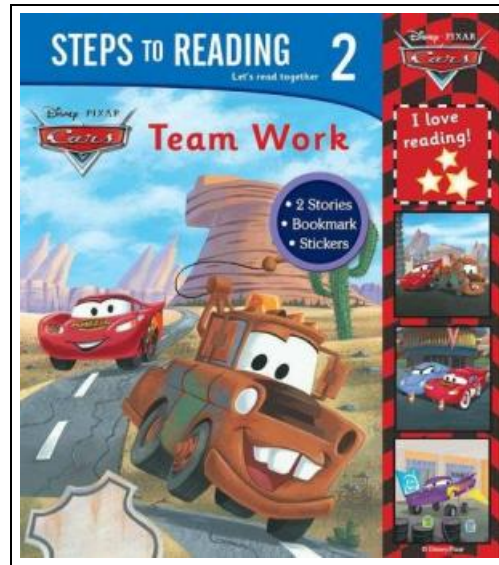 STEPS TO READING 2
Let's read together
Disney PIXAR
Cars
Team Work
• 2 Stories
• Bookmark
• Stickers
Disney PIXAR
Cars
I love
reading!
© Disney/Pixar